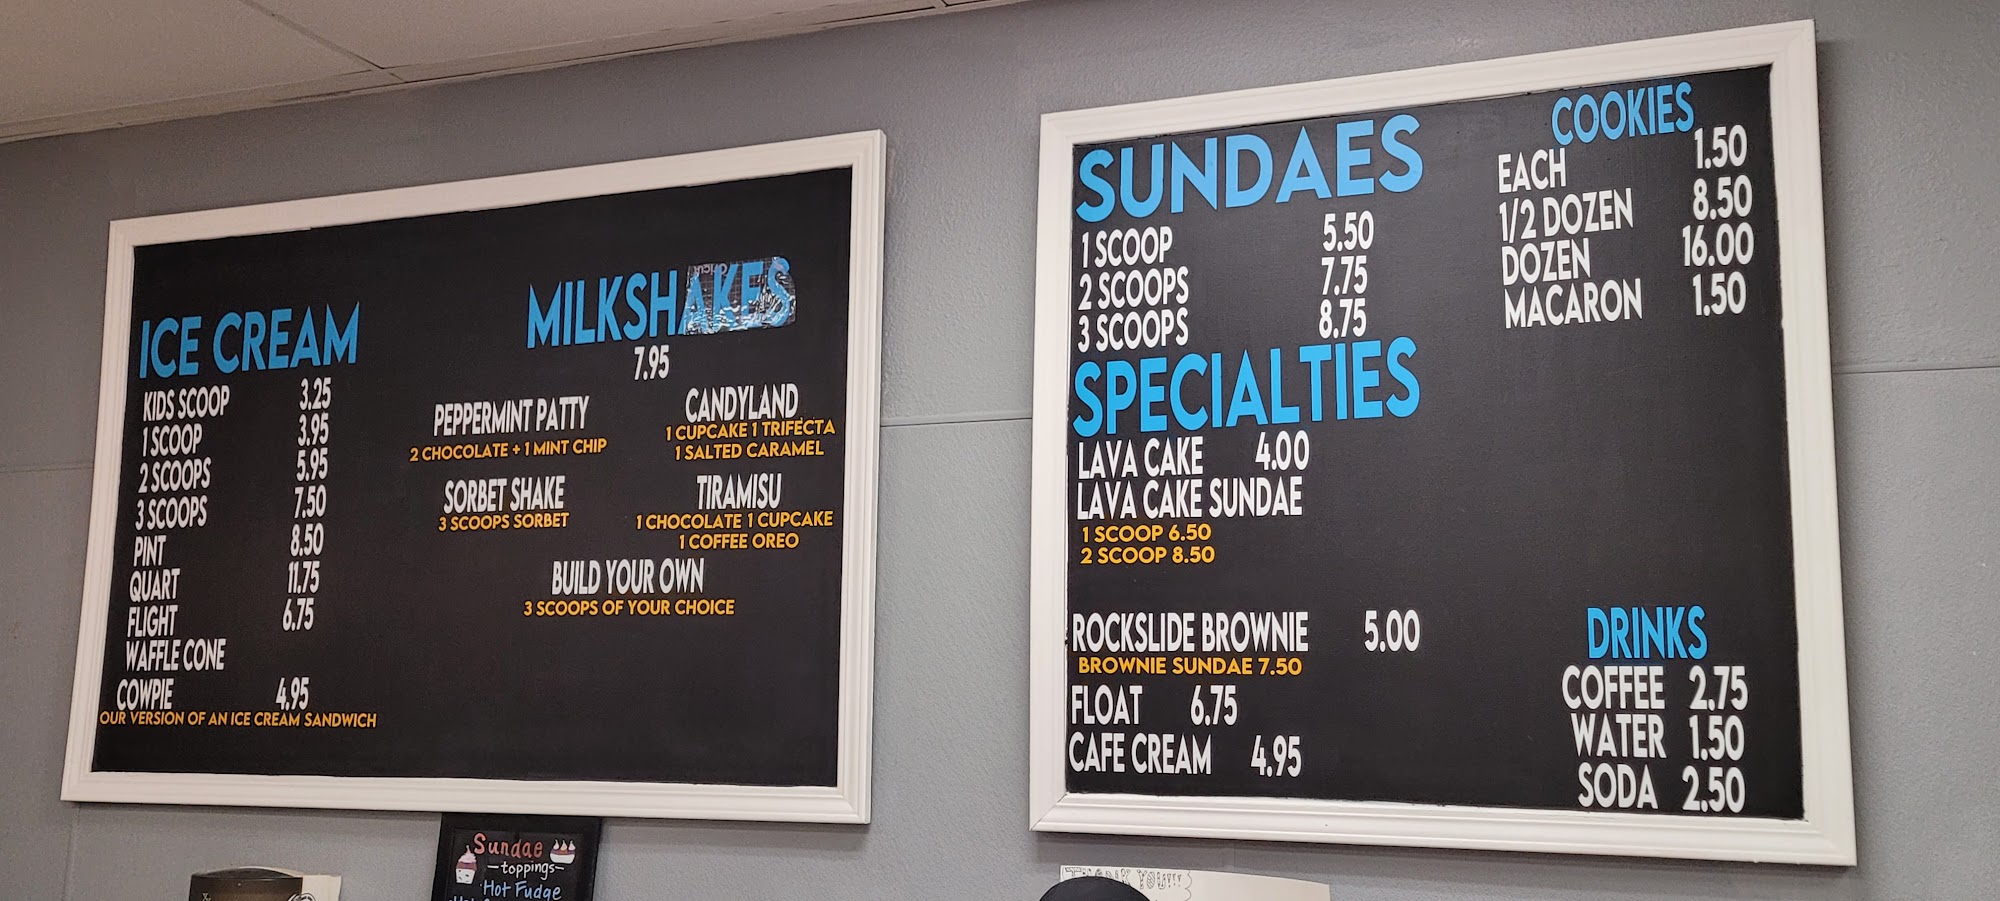 ICE CREAM
KIDS SCOOP 3.25
1 SCOOP 3.95
2 SCOOPS 5.95
3 SCOOPS 7.50
PINT 8.50
QUART 11.75
FLIGHT 6.75
WAFFLE CONE
COWPIE 4.95
OUR VERSION OF AN ICE CREAM SANDWICH
MILKSHAKES
7.95
PEPPERMINT PATTY
2 CHOCOLATE + 1 MINT CHIP
SORBET SHAKE
3 SCOOPS SORBET
CANDYLAND
1 CUPCAKE 1 TRIFECTA
1 SALTED CARAMEL
TIRAMISU
1 CHOCOLATE 1 CUPCAKE
1 COFFEE OREO
BUILD YOUR OWN
3 SCOOPS OF YOUR CHOICE
SUNDAES
1 SCOOP 5.50
2 SCOOPS 7.75
3 SCOOPS 8.75
SPECIALTIES
LAVA CAKE 4.00
LAVA CAKE SUNDAE
1 SCOOP 6.50
2 SCOOP 8.50
ROCKSLIDE BROWNIE 5.00
BROWNIE SUNDAE 7.50
FLOAT 6.75
CAFE CREAM 4.95
COOKIES
EACH 1.50
1/2 DOZEN 8.50
DOZEN 16.00
MACARON 1.50
DRINKS
COFFEE 2.75
WATER 1.50
SODA 2.50
Sundae
toppings
Hot Fudge
THANK YOU!!!